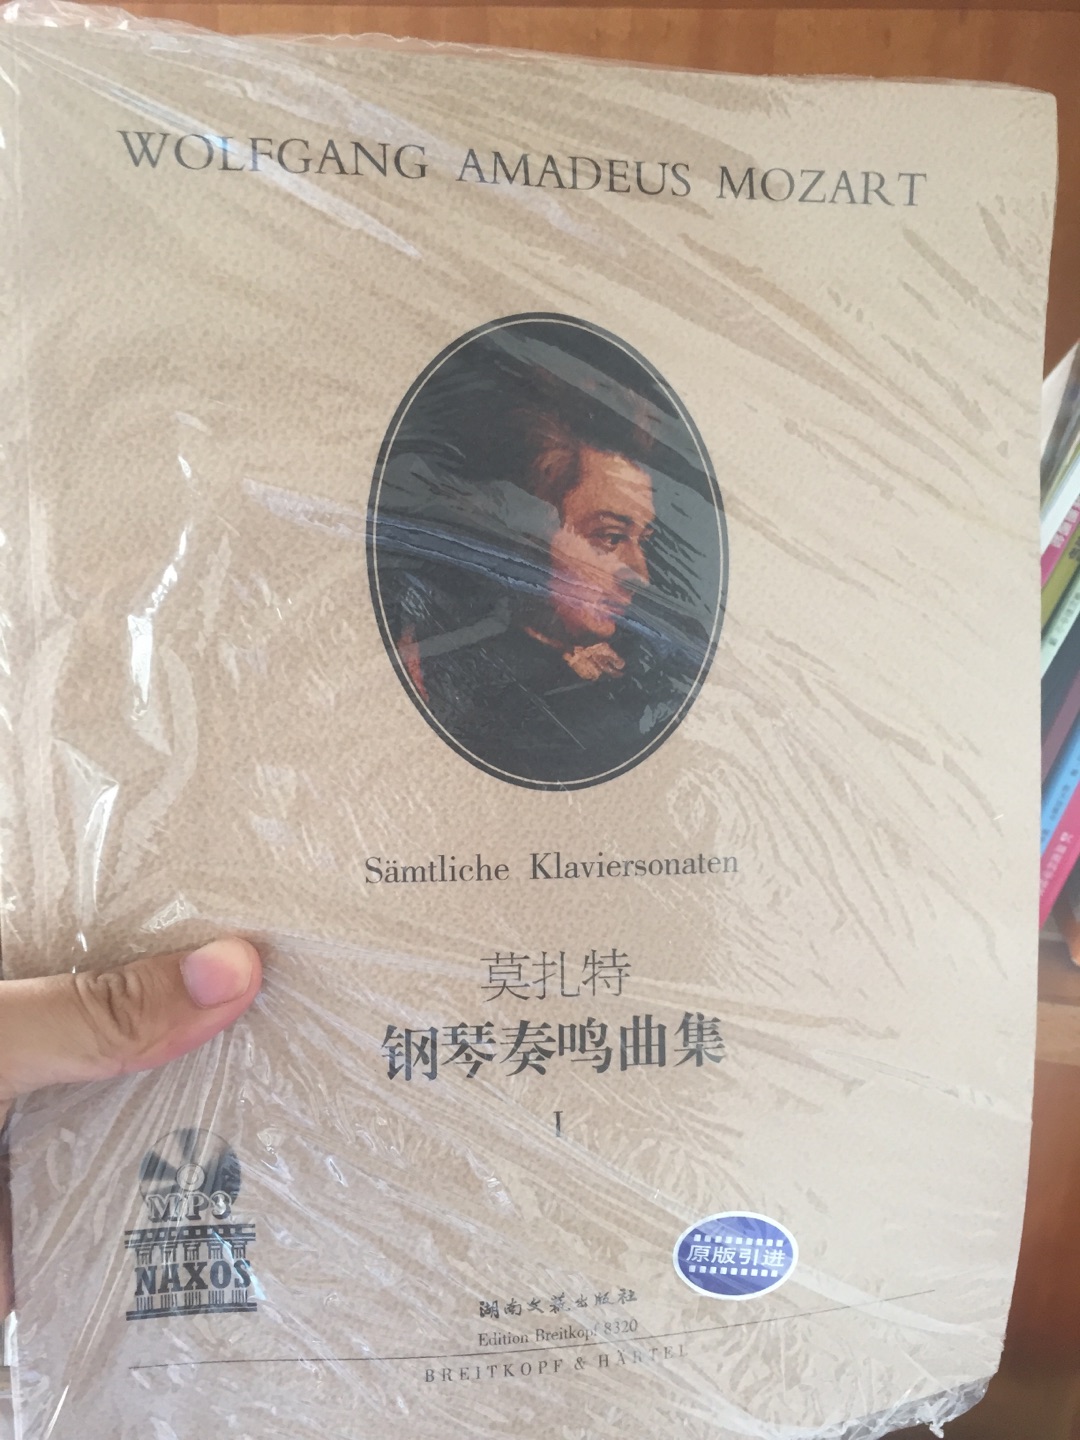 WOLFGANG AMADEUS MOZART
Sämtliche Klaviersonaten
莫扎特
钢琴奏鸣曲集
I
MP3
NAXOS
原版引进
湖南文艺出版社
Edition Breitkopf 8320
BREITKOPF & HÄRTEL